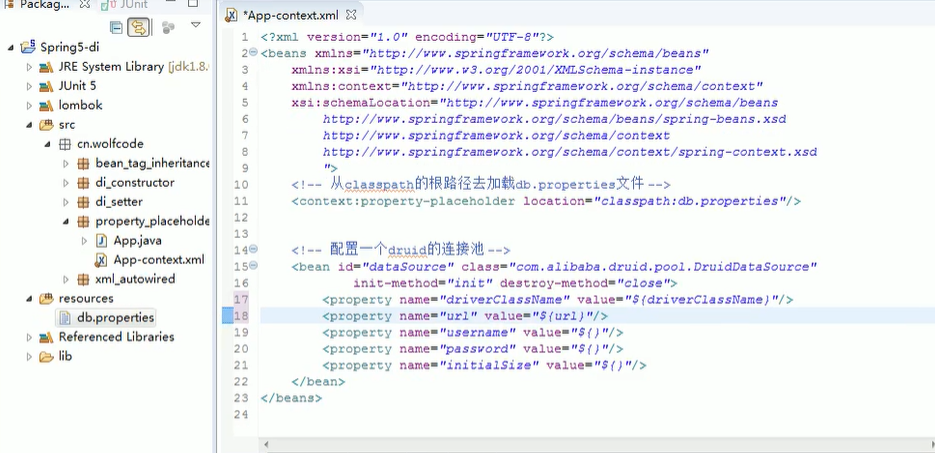 Packag...
JUnit
Spring5-di
JRE System Library [jdk1.8.
JUnit 5
lombok
src
cn.wolfcode
bean_tag_inheritance
di_constructor
di_setter
property_placeholde
App.java
App-context.xml
xml_autowired
resources
db.properties
Referenced Libraries
lib
*App-context.xml
1 <?xml version="1.0" encoding="UTF-8"?>
2 <beans xmlns="http://www.springframework.org/schema/beans"
3 xmlns:xsi="http://www.w3.org/2001/XMLSchema-instance"
4 xmlns:context="http://www.springframework.org/schema/context"
5 xsi:schemaLocation="http://www.springframework.org/schema/beans
6 http://www.springframework.org/schema/beans/spring-beans.xsd
7 http://www.springframework.org/schema/context
8 http://www.springframework.org/schema/context/spring-context.xsd
9 ">
10 <!-- 从classpath的根路径去加载db.properties文件 -->
11 <context:property-placeholder location="classpath:db.properties"/>
12
13
14 <!-- 配置一个druid的连接池 -->
15 <bean id="dataSource" class="com.alibaba.druid.pool.DruidDataSource"
16 init-method="init" destroy-method="close">
17 <property name="driverClassName" value="${driverClassName}"/>
18 <property name="url" value="${url}"/>
19 <property name="username" value="${}"/>
20 <property name="password" value="${}"/>
21 <property name="initialSize" value="${}"/>
22 </bean>
23 </beans>
24